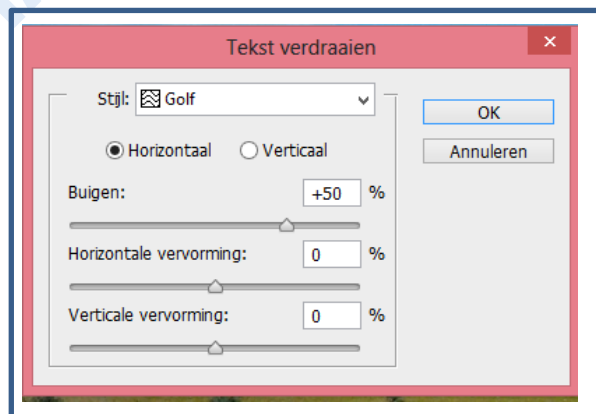 Tekst verdraaien
Stijl: Golf
OK
Horizontaal Verticaal
Annuleren
Buigen: +50 %
Horizontale vervorming: 0 %
Verticale vervorming: 0 %